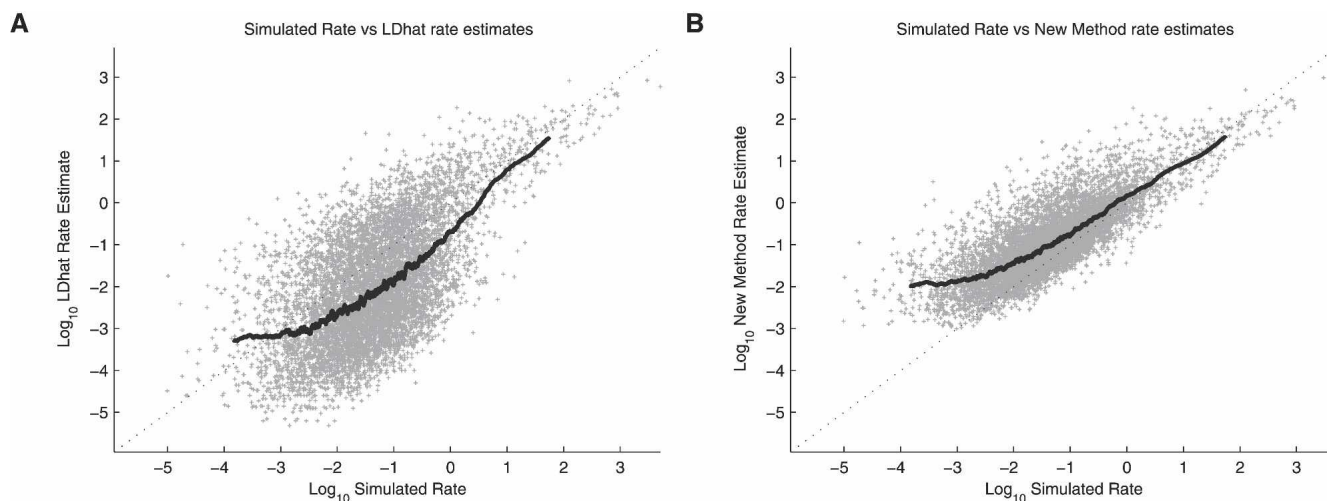 A
Simulated Rate vs LDhat rate estimates
3
2
1
0
−1
−2
−3
−4
−5
Log10 LDhat Rate Estimate
−5 −4 −3 −2 −1 0 1 2 3
Log10 Simulated Rate
B
Simulated Rate vs New Method rate estimates
3
2
1
0
−1
−2
−3
−4
−5
Log10 New Method Rate Estimate
−5 −4 −3 −2 −1 0 1 2 3
Log10 Simulated Rate